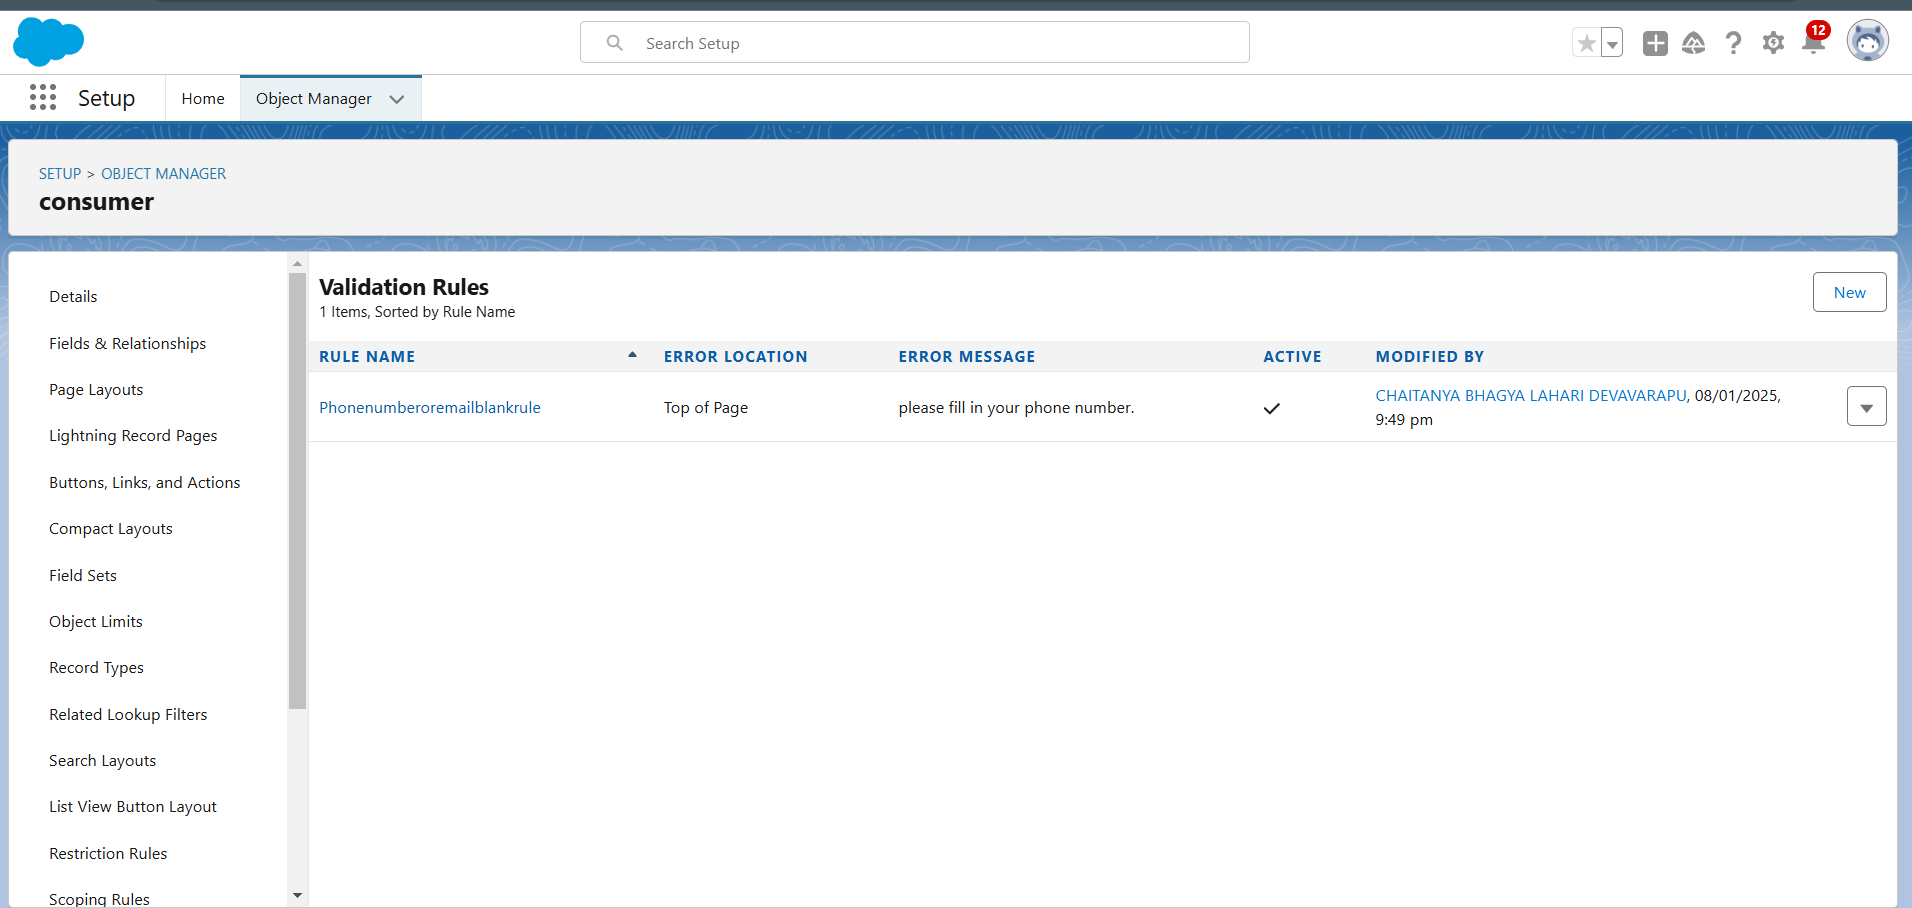 Search Setup
12
Setup
Home
Object Manager
SETUP > OBJECT MANAGER
consumer
Details
Fields & Relationships
Page Layouts
Lightning Record Pages
Buttons, Links, and Actions
Compact Layouts
Field Sets
Object Limits
Record Types
Related Lookup Filters
Search Layouts
List View Button Layout
Restriction Rules
Scoping Rules
Validation Rules
1 Items, Sorted by Rule Name
New
RULE NAME ERROR LOCATION ERROR MESSAGE ACTIVE MODIFIED BY
Phonenumberoremailblankrule Top of Page please fill in your phone number. CHAITANYA BHAGYA LAHARI DEVAVARAPU, 08/01/2025,
9:49 pm